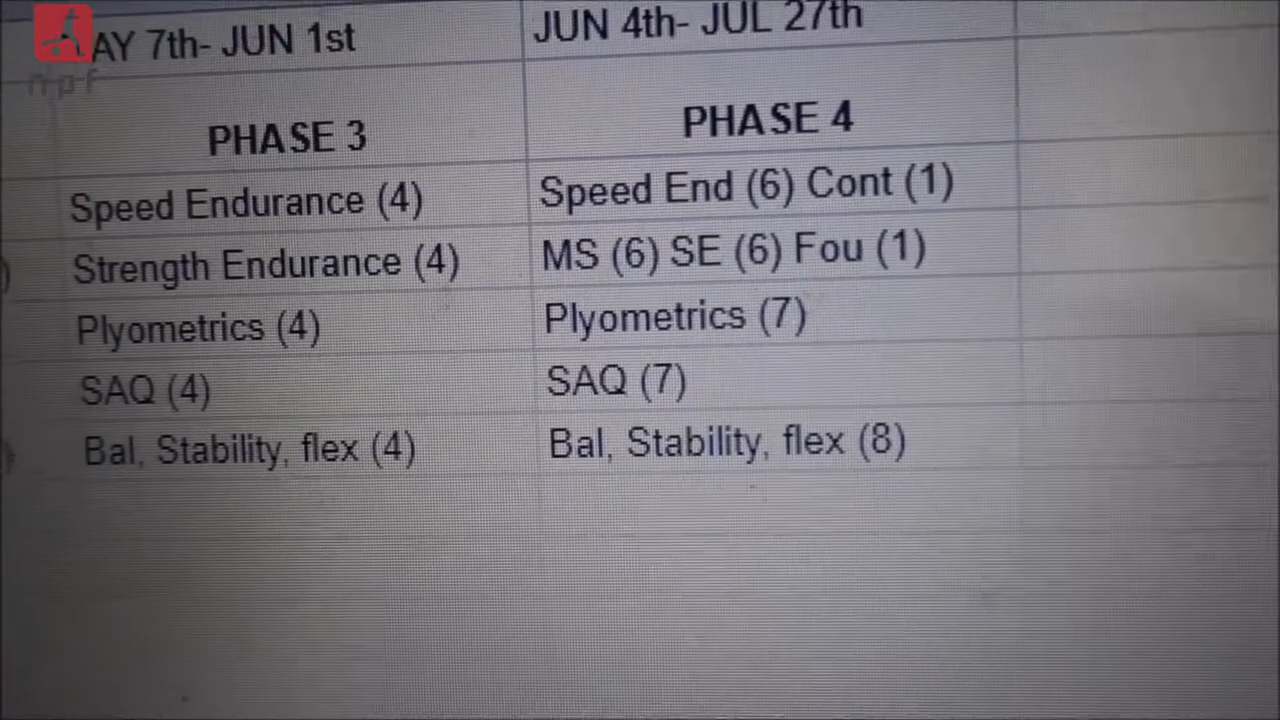 AY 7th- JUN 1st
JUN 4th- JUL 27th
PHASE 3
PHASE 4
Speed Endurance (4)
Speed End (6) Cont (1)
Strength Endurance (4)
MS (6) SE (6) Fou (1)
Plyometrics (4)
Plyometrics (7)
SAQ (4)
SAQ (7)
Bal, Stability, flex (4)
Bal, Stability, flex (8)